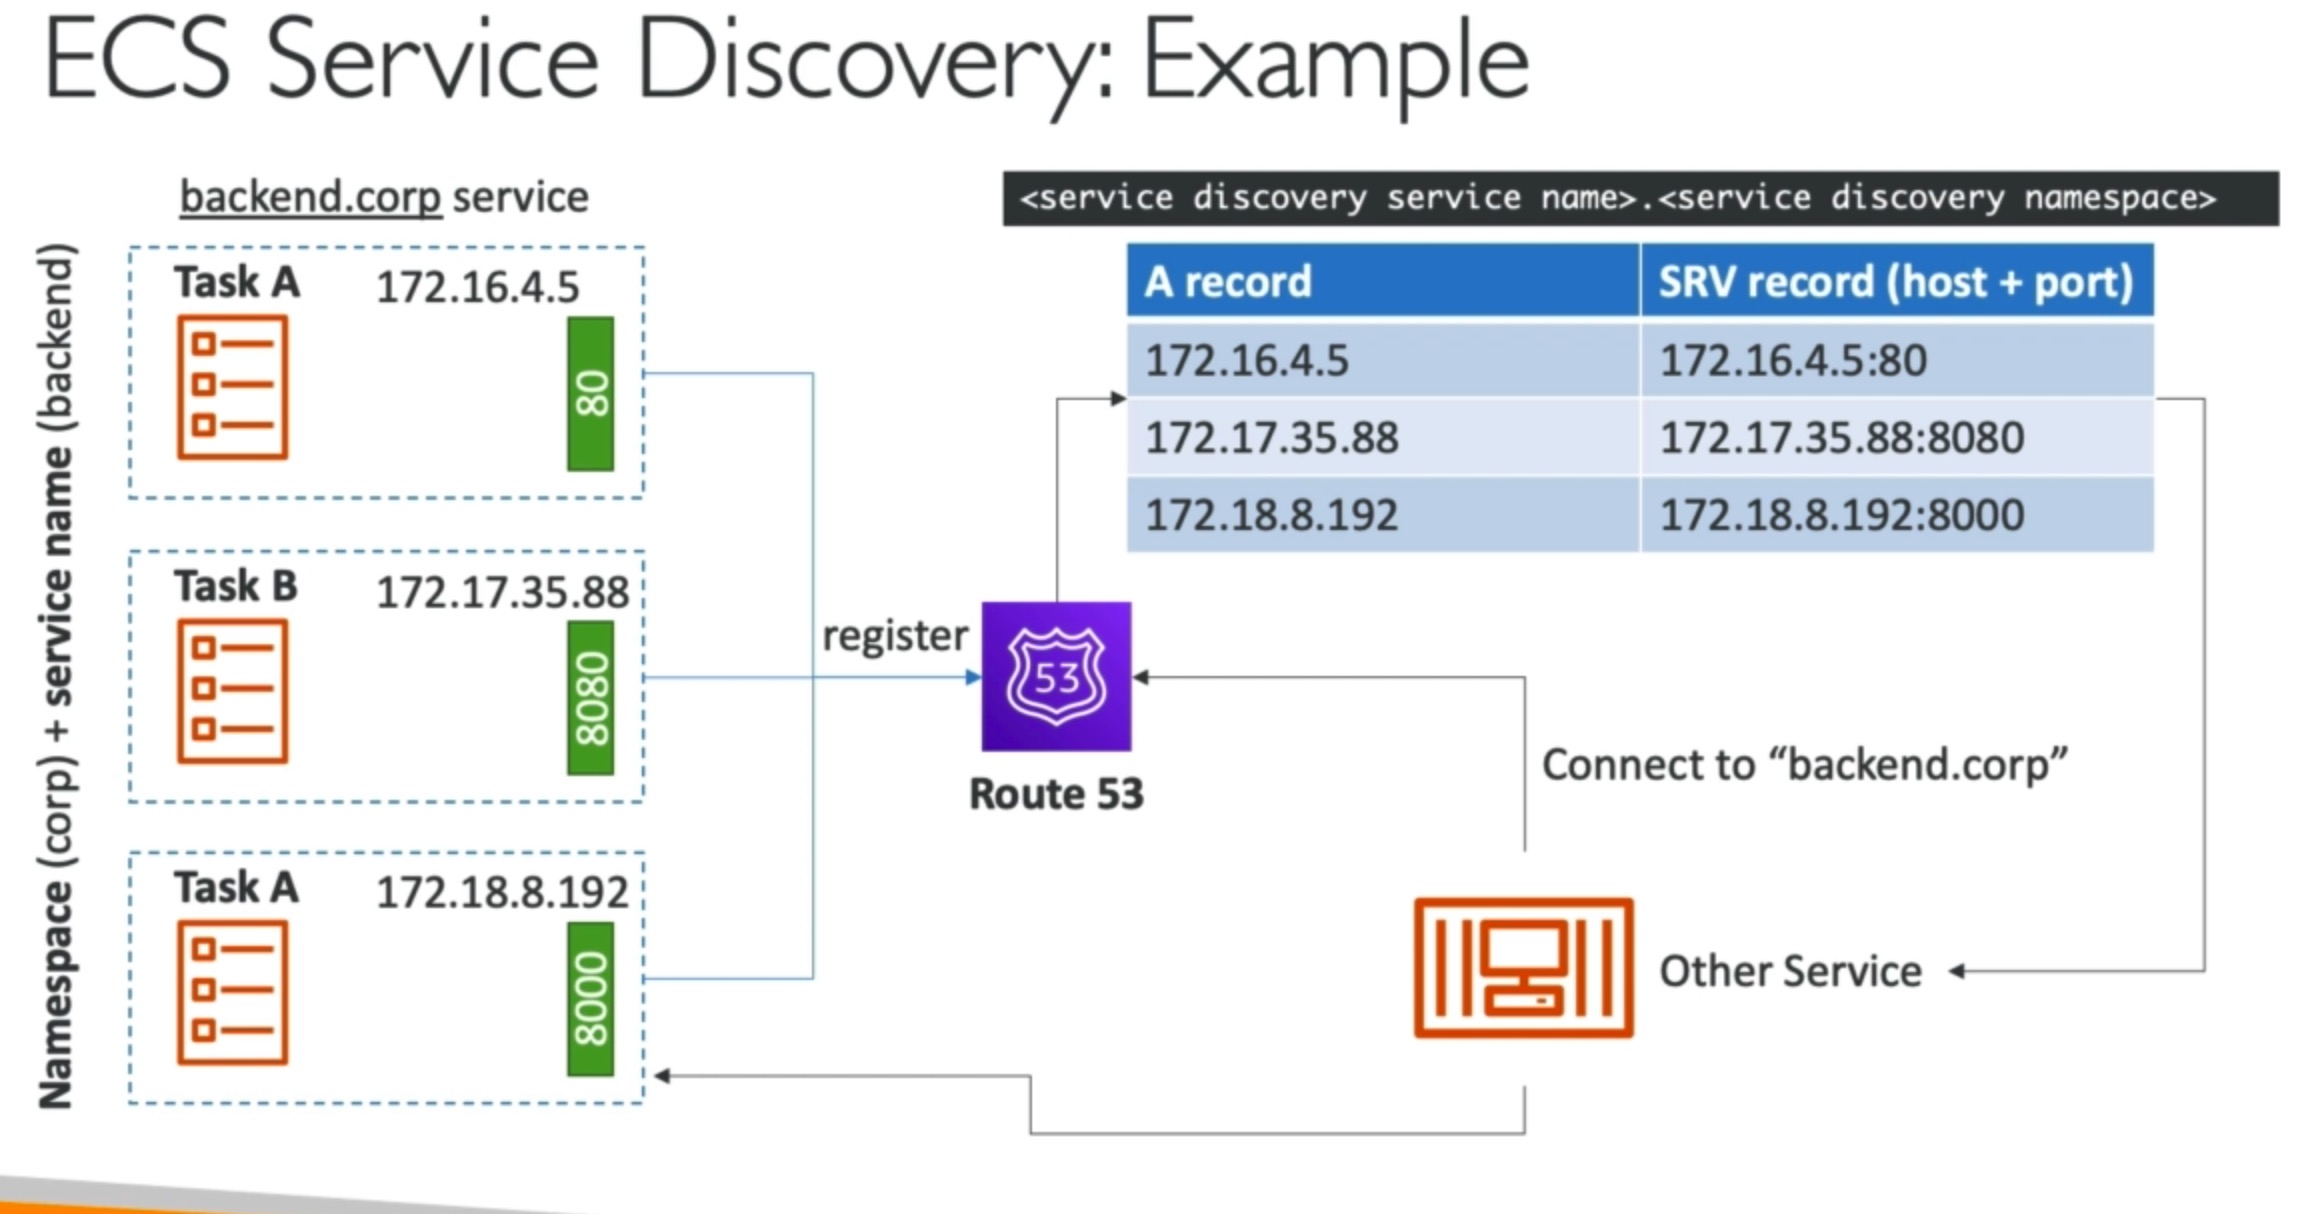 ECS Service Discovery: Example
backend.corp service
Namespace (corp) + service name (backend)
Task A 172.16.4.5
80
Task B 172.17.35.88
8080
Task A 172.18.8.192
8000
register
53
Route 53
<service discovery service name>.<service discovery namespace>
A record SRV record (host + port)
172.16.4.5 172.16.4.5:80
172.17.35.88 172.17.35.88:8080
172.18.8.192 172.18.8.192:8000
Connect to “backend.corp”
Other Service